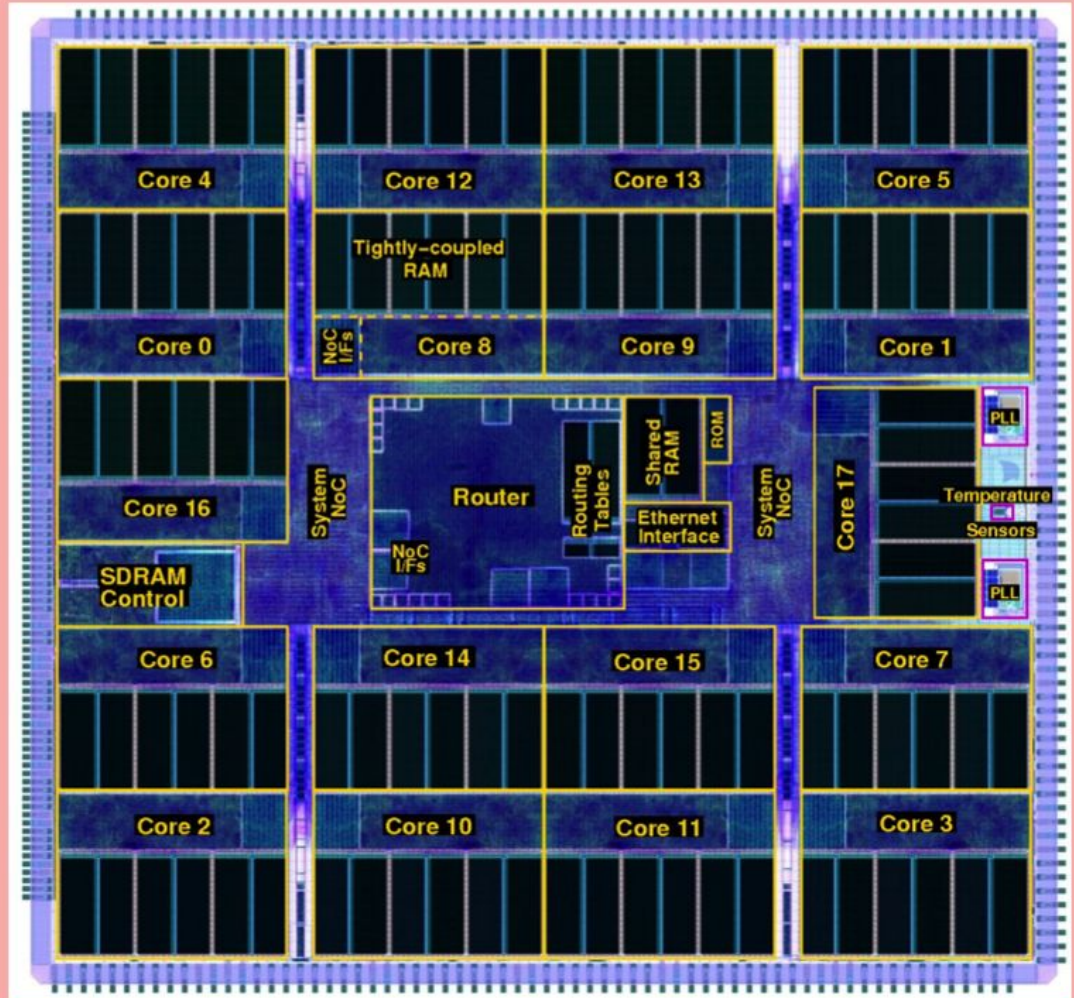 Core 4
Core 12
Core 13
Core 5
Tightly-coupled
RAM
Core 0
NoC
I/Fs
Core 8
Core 9
Core 1
Core 16
System
NoC
Router
NoC
I/Fs
Routing
Tables
Shared
RAM
ROM
Ethernet
Interface
System
NoC
Core 17
PLL
Temperature
Sensors
PLL
SDRAM
Control
Core 6
Core 14
Core 15
Core 7
Core 2
Core 10
Core 11
Core 3